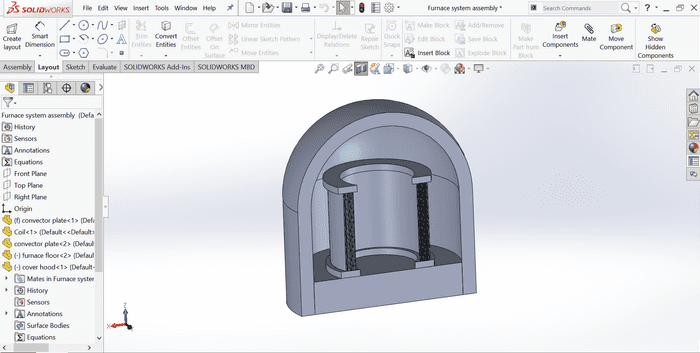 SOLIDWORKS File Edit View Insert Tools Window Furnace system assembly * Search Commands
Create layout Smart Dimension Trim Entities Convert Entities Offset Entities Offset On Surface Mirror Entities Linear Sketch Pattern Move Entities Display/Delete Relations Repair Sketch Quick Snaps Make Block Edit Block Insert Block Add/Remove Save Block Explode Block Make Part from Block Insert Components Mate Move Component Show Hidden Components
Assembly Layout Sketch Evaluate SOLIDWORKS Add-Ins SOLIDWORKS MBD
Furnace system assembly (Defa
History
Sensors
Annotations
Equations
Front Plane
Top Plane
Right Plane
Origin
(f) convector plate<1> (Defa
Coil<1> (Default<<Default>
convector plate<2> (Defaul
(-) furnace floor<2> (Defaul
(-) cover hood<1> (Default<
Mates in Furnace system
History
Sensors
Annotations
Surface Bodies
Equations
Z
X